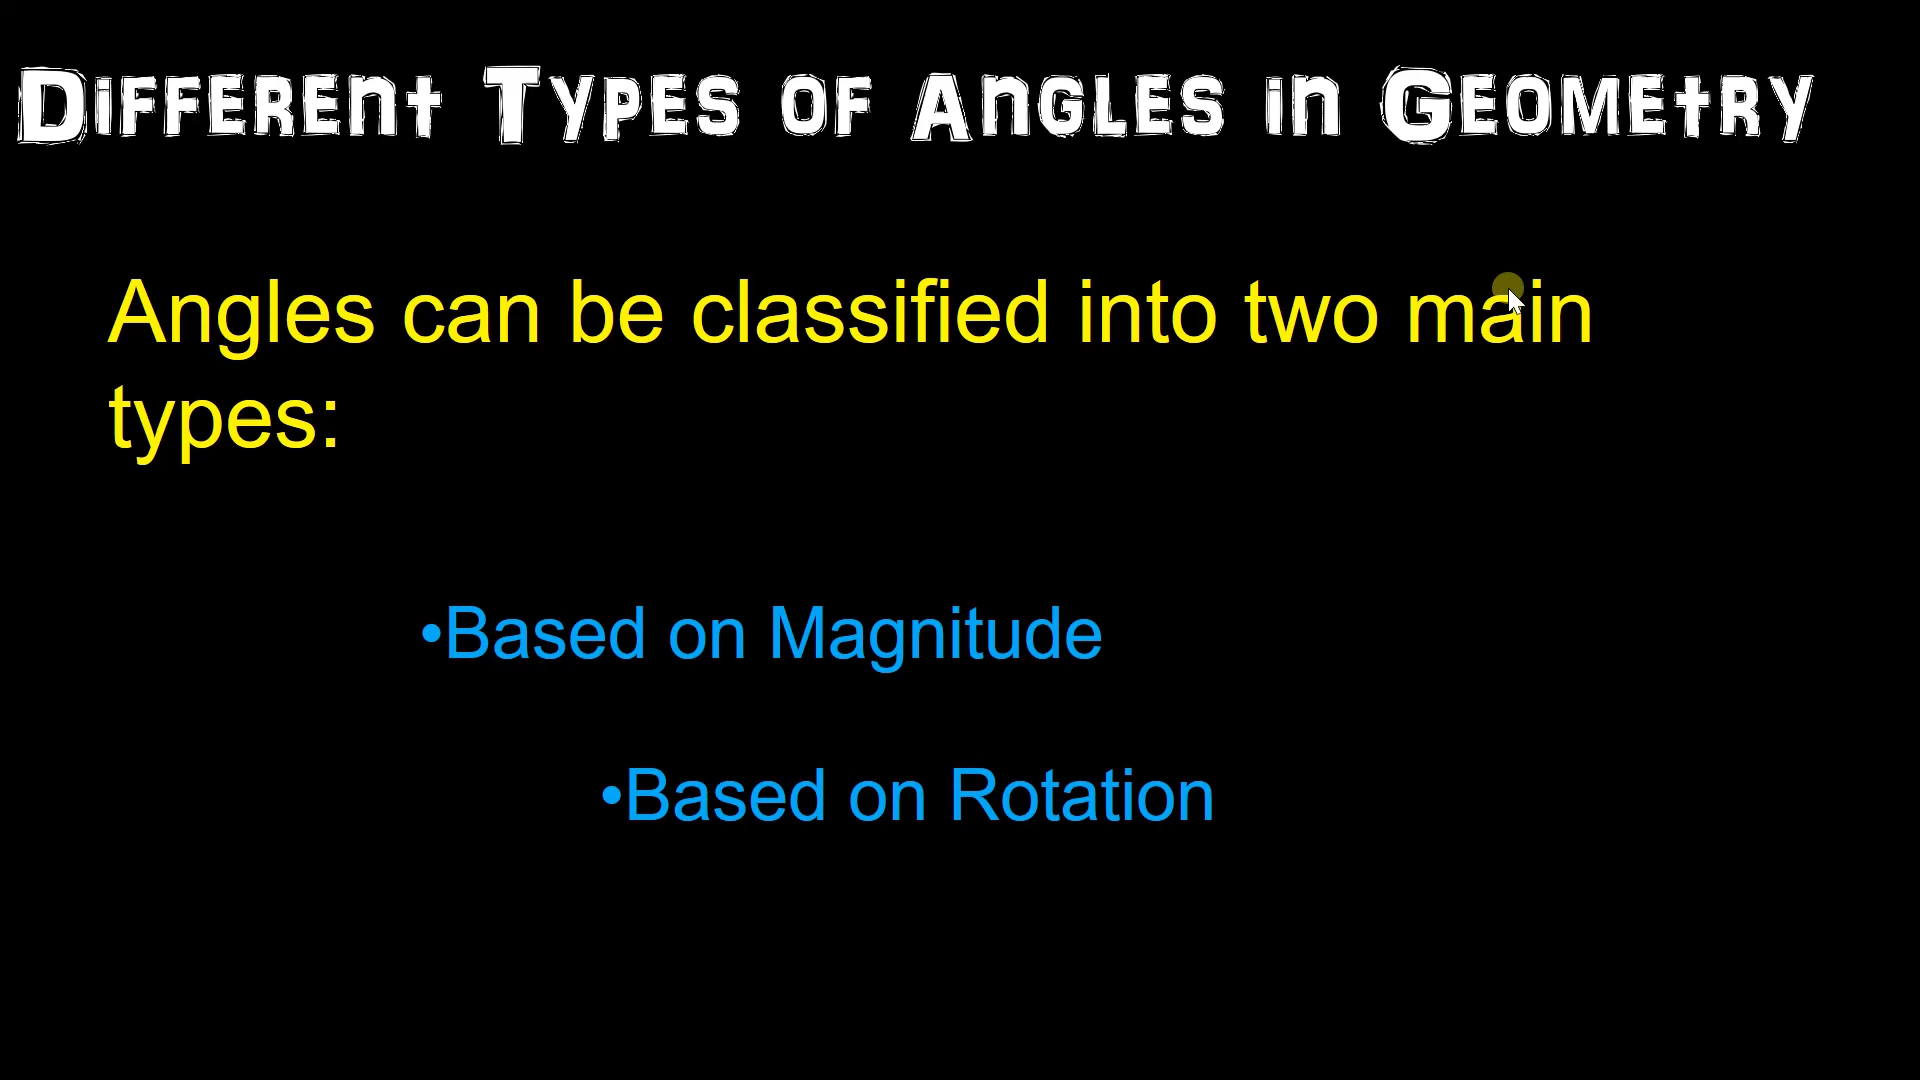 Different Types of Angles in Geometry
Angles can be classified into two main
types:
•Based on Magnitude
•Based on Rotation